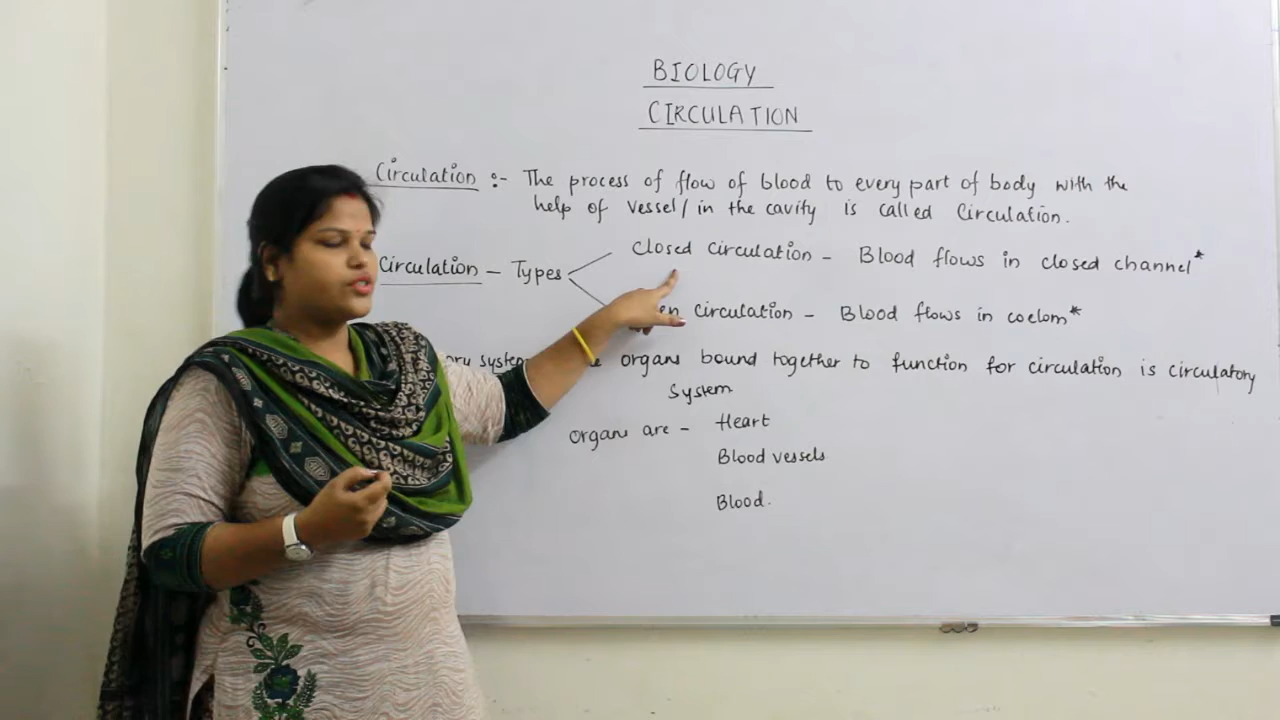 BIOLOGY
CIRCULATION
Circulation :- The process of flow of blood to every part of body with the
help of vessel/ in the cavity is called Circulation.
Circulation - Types
Closed Circulation - Blood flows in closed channel*
Circulation - Blood flows in coelom*
organs bound together to function for circulation is circulatory
System
Organs are - Heart
Blood vessels
Blood.